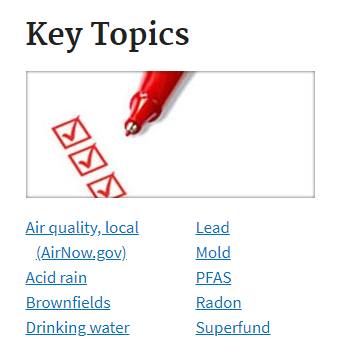 Key Topics
Air quality, local
(AirNow.gov)
Acid rain
Brownfields
Drinking water
Lead
Mold
PFAS
Radon
Superfund